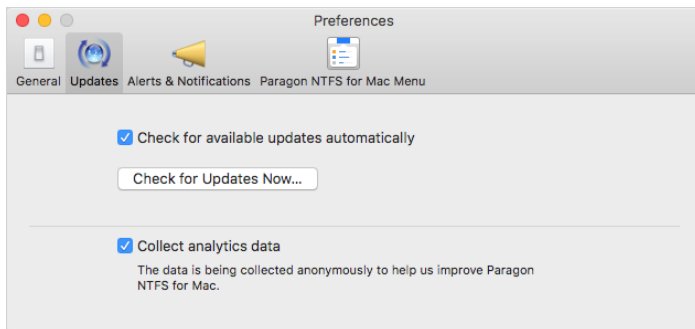 Preferences
General Updates Alerts & Notifications Paragon NTFS for Mac Menu
Check for available updates automatically
Check for Updates Now...
Collect analytics data
The data is being collected anonymously to help us improve Paragon
NTFS for Mac.